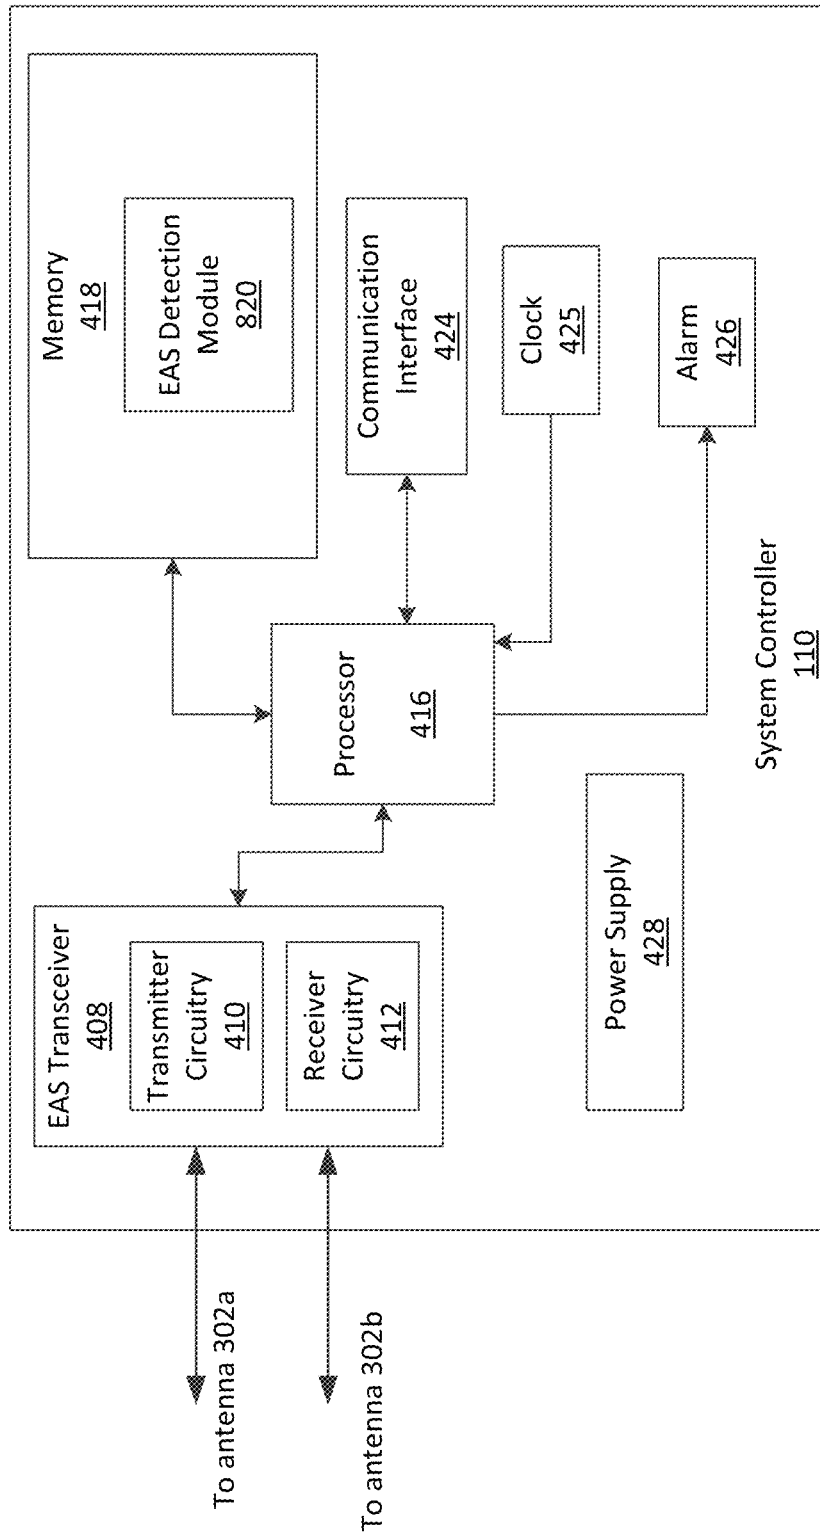 To antenna 302a
To antenna 302b
EAS Transceiver
408
Transmitter
Circuitry
410
Receiver
Circuitry
412
Processor
416
Memory
418
EAS Detection
Module
820
Communication
Interface
424
Clock
425
Alarm
426
Power Supply
428
System Controller
110